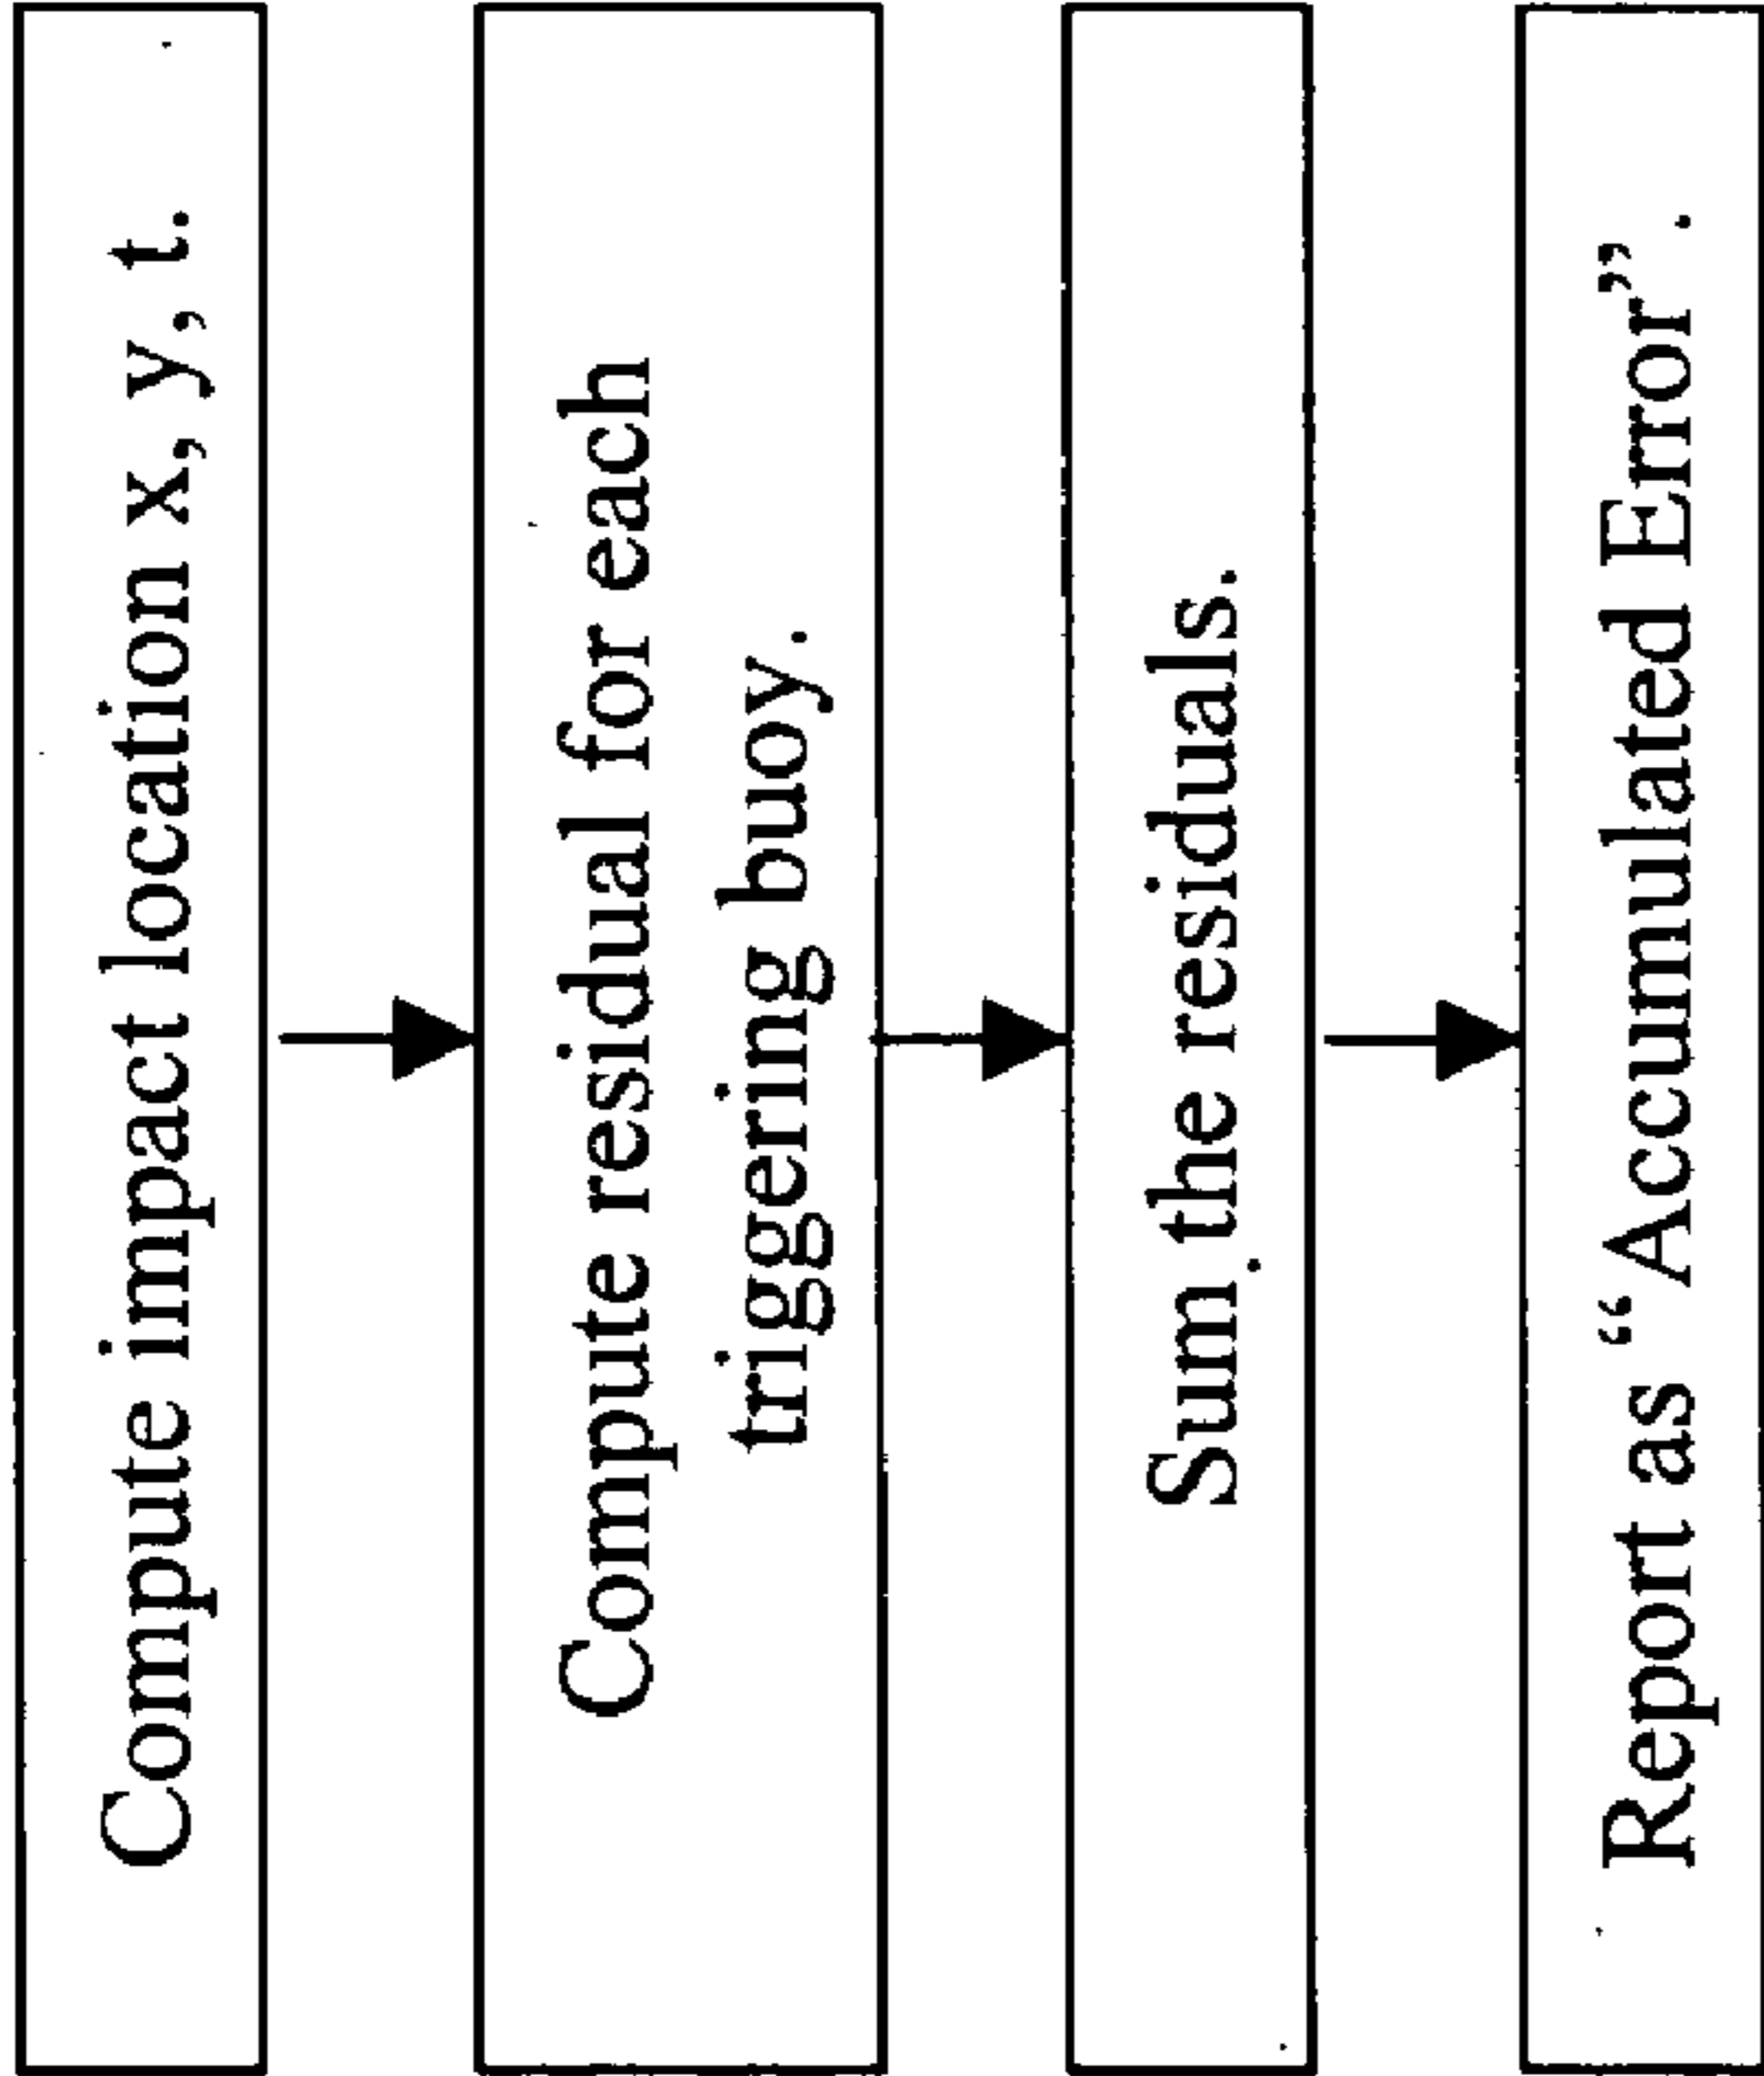 Compute impact location x, y, t.
Compute residual for each
triggering buoy.
Sum the residuals.
Report as “Accumulated Error”.